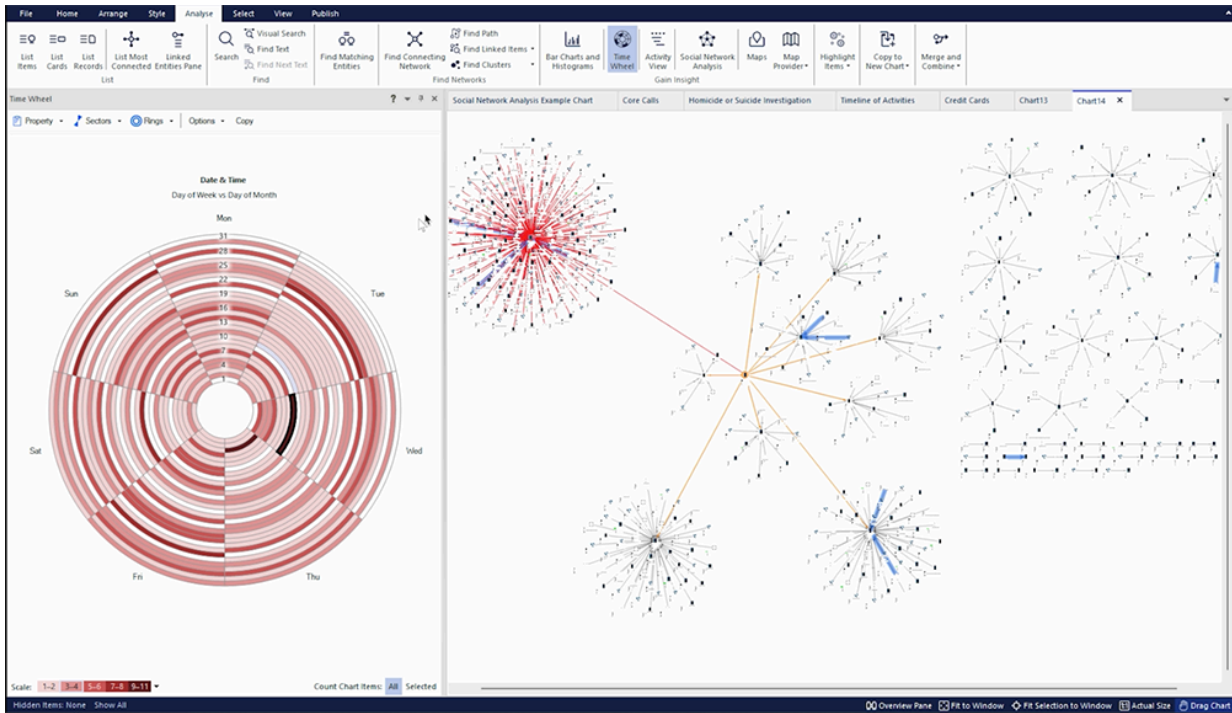 File Home Arrange Style Analyse Select View Publish
List Items
List Cards
List Records
List Most Connected
Linked Entities Pane
List
Search
Visual Search
Find Text
Find Next Text
Find
Find Matching Entities
Find Connecting Network
Find Path
Find Linked Items
Find Clusters
Find Networks
Bar Charts and Histograms
Time Wheel
Activity View
Social Network Analysis
Maps
Map Provider
Gain Insight
Highlight Items
Copy to New Chart
Merge and Combine
Time Wheel
Property Sectors Rings Options Copy
Social Network Analysis Example Chart Core Calls Homicide or Suicide Investigation Timeline of Activities Credit Cards Chart13 Chart14
Date & Time
Day of Week vs Day of Month
Mon
31
28
25
22
19
16
13
10
7
4
1
Sun
Tue
Sat
Wed
Fri
Thu
Scale: 1–2 3–4 5–6 7–8 9–11
Count Chart Items: All Selected
Hidden Items: None Show All
Overview Pane Fit to Window Fit Selection to Window Actual Size Drag Chart